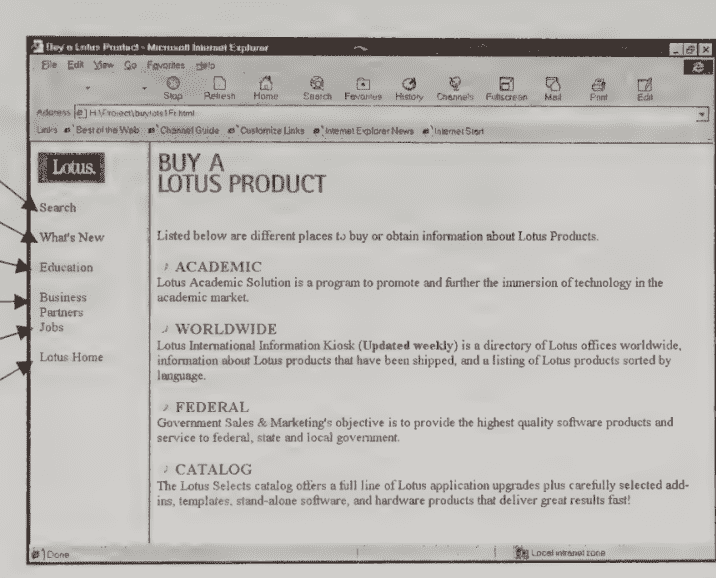 Buy a Lotus Product - Microsoft Internet Explorer
File Edit View Go Favorites Help
Stop Refresh Home Search Favorites History Channels Fullscreen Mail Print Edit
Address
Links Best of the Web Channel Guide Customize Links Internet Explorer News Internet Start
Lotus.
Search
What's New
Education
Business
Partners
Jobs
Lotus Home
BUY A
LOTUS PRODUCT
Listed below are different places to buy or obtain information about Lotus Products.
ACADEMIC
Lotus Academic Solution is a program to promote and further the immersion of technology in the
academic market.
WORLDWIDE
Lotus International Information Kiosk (Updated weekly) is a directory of Lotus offices worldwide,
information about Lotus products that have been shipped, and a listing of Lotus products sorted by
language.
FEDERAL
Government Sales & Marketing's objective is to provide the highest quality software products and
service to federal, state and local government.
CATALOG
The Lotus Selects catalog offers a full line of Lotus application upgrades plus carefully selected add-
ins, templates, stand-alone software, and hardware products that deliver great results fast!
Done
Local intranet zone